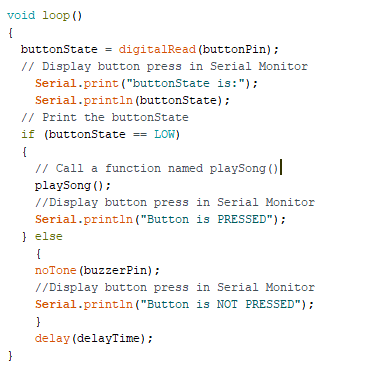 void loop()
{
  buttonState = digitalRead(buttonPin);
  // Display button press in Serial Monitor
    Serial.print("buttonState is:");
    Serial.println(buttonState);
  // Print the buttonState
  if (buttonState == LOW)
  {
    // Call a function named playSong()
    playSong();
    //Display button press in Serial Monitor
    Serial.println("Button is PRESSED");
  } else
    {
    noTone(buzzerPin);
    //Display button press in Serial Monitor
    Serial.println("Button is NOT PRESSED");
    }
    delay(delayTime);
}